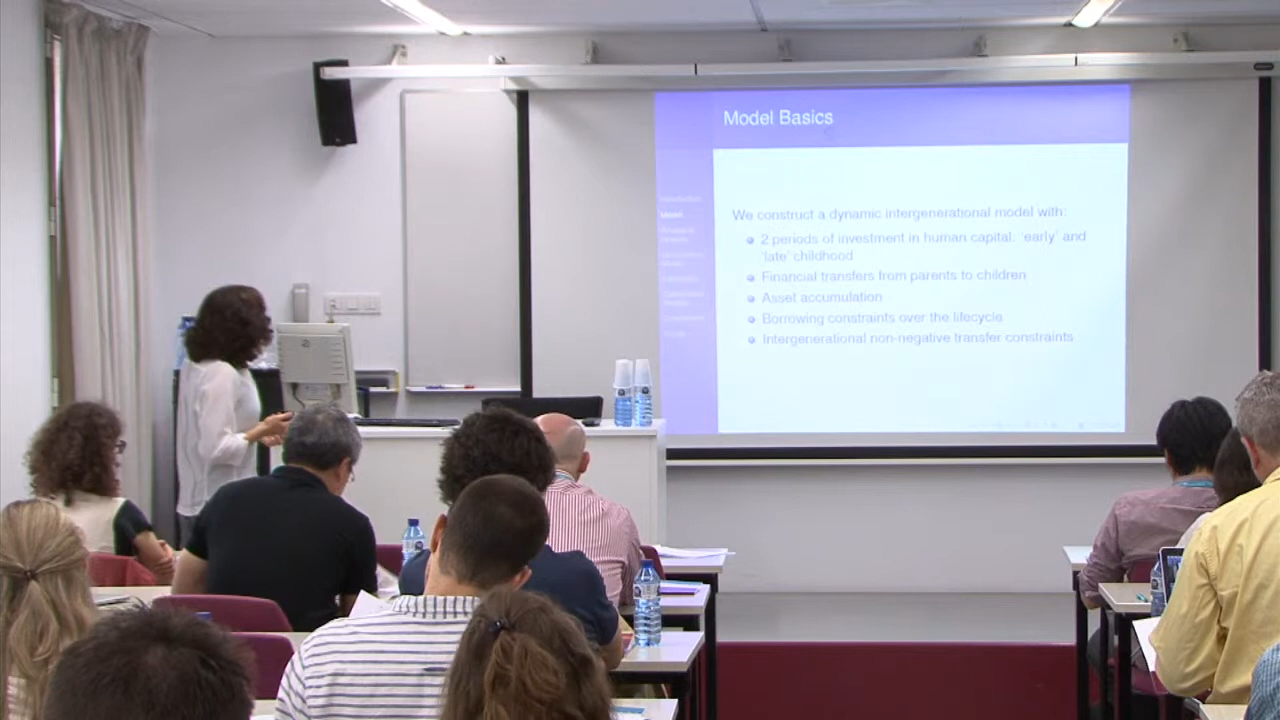 Model Basics
Model
We construct a dynamic intergenerational model with:
2 periods of investment in human capital: 'early' and
'late' childhood
Financial transfers from parents to children
Asset accumulation
Borrowing constraints over the lifecycle
Intergenerational non-negative transfer constraints